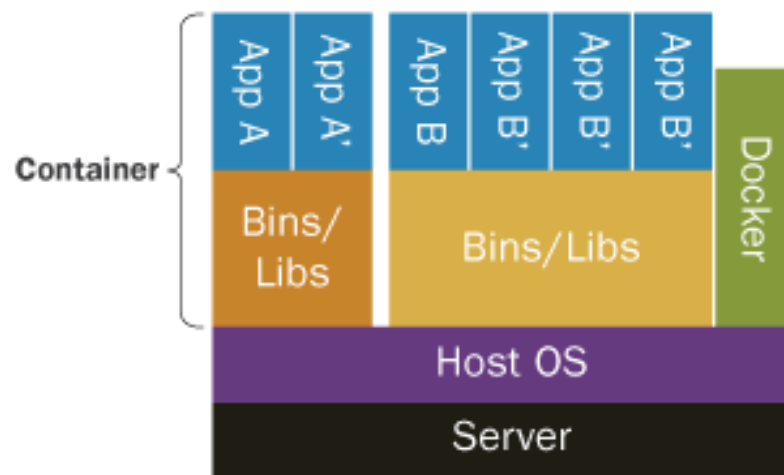 Container
App A
App A'
App B
App B'
App B'
App B'
Docker
Bins/
Libs
Bins/Libs
Host OS
Server